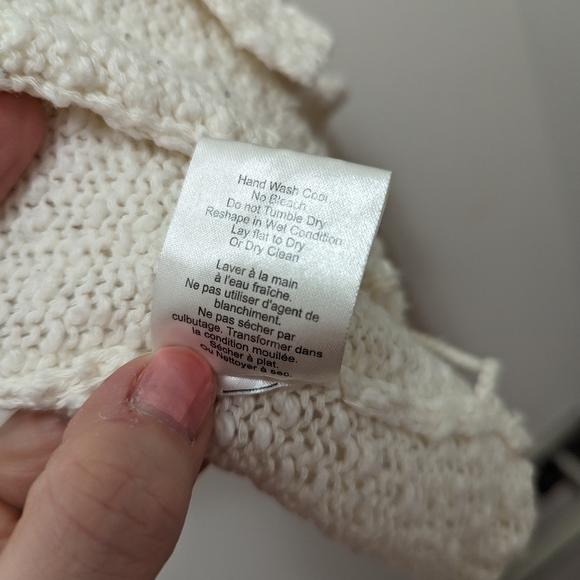 Hand Wash Cool
No Bleach
Do not Tumble Dry
Reshape in Wet Condition
Lay flat to Dry
Or Dry Clean
Laver à la main
à l'eau fraîche.
Ne pas utiliser d'agent de
blanchiment.
Ne pas sécher par
culbutage. Transformer dans
la condition mouillée.
Sécher à plat.
Ou Nettoyer à sec.